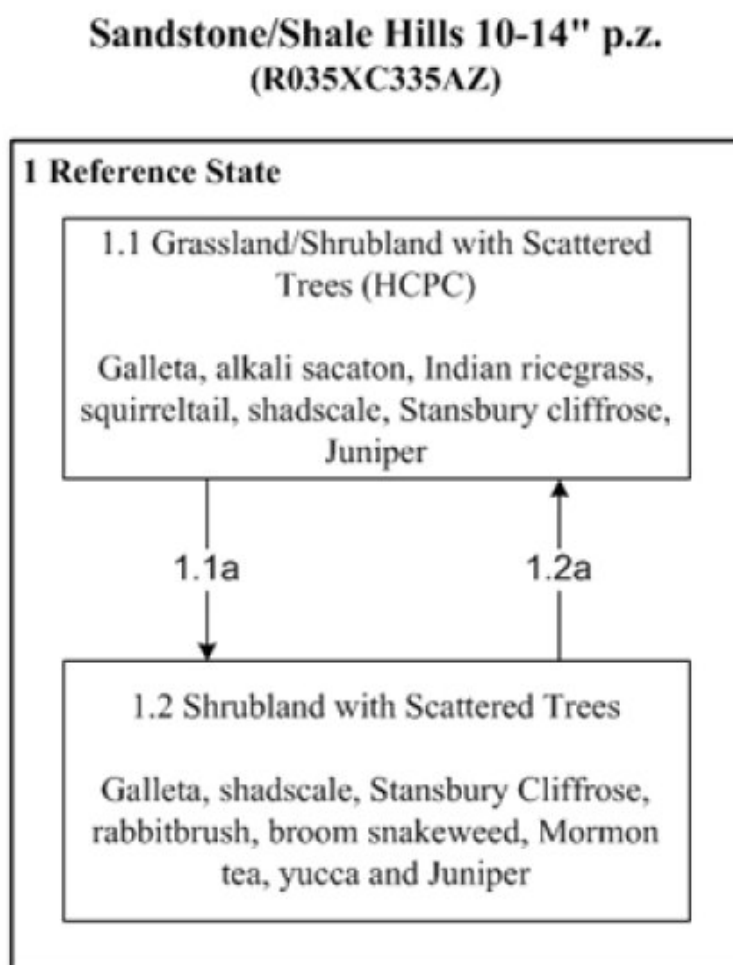 Sandstone/Shale Hills 10-14" p.z.
(R035XC335AZ)
1 Reference State
1.1 Grassland/Shrubland with Scattered
Trees (HCPC)
Galleta, alkali sacaton, Indian ricegrass,
squirreltail, shadscale, Stansbury cliffrose,
Juniper
1.1a
1.2a
1.2 Shrubland with Scattered Trees
Galleta, shadscale, Stansbury Cliffrose,
rabbitbrush, broom snakeweed, Mormon
tea, yucca and Juniper